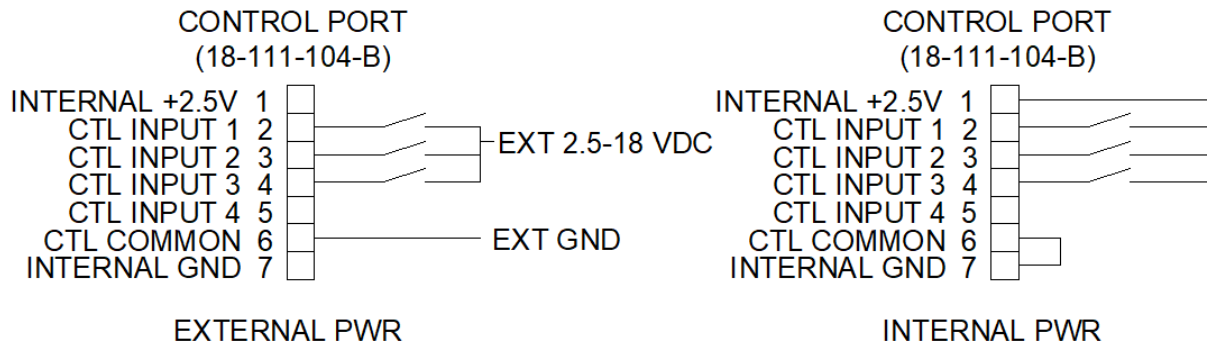 CONTROL PORT
(18-111-104-B)
INTERNAL +2.5V 1
CTL INPUT 1 2
CTL INPUT 2 3
CTL INPUT 3 4
CTL INPUT 4 5
CTL COMMON 6
INTERNAL GND 7
EXT 2.5-18 VDC
EXT GND
EXTERNAL PWR
CONTROL PORT
(18-111-104-B)
INTERNAL +2.5V 1
CTL INPUT 1 2
CTL INPUT 2 3
CTL INPUT 3 4
CTL INPUT 4 5
CTL COMMON 6
INTERNAL GND 7
INTERNAL PWR